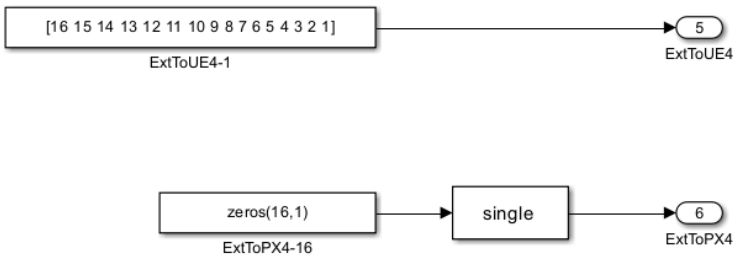 [16 15 14 13 12 11 10 9 8 7 6 5 4 3 2 1]
5
ExtToUE4-1
ExtToUE4
zeros(16,1)
single
6
ExtToPX4-16
ExtToPX4